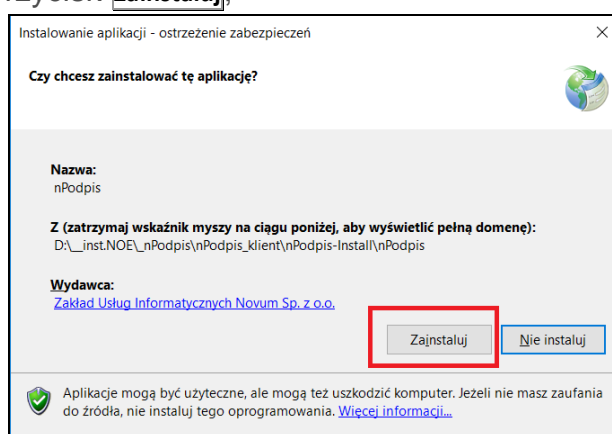 Zainstaluj,
Instalowanie aplikacji - ostrzeżenie zabezpieczeń
Czy chcesz zainstalować tę aplikację?
Nazwa:
nPodpis
Z (zatrzymaj wskaźnik myszy na ciągu poniżej, aby wyświetlić pełną domenę):
D:\_inst.NOE\_nPodpis\nPodpis_klient\nPodpis-Install\nPodpis
Wydawca:
Zakład Usług Informatycznych Novum Sp. z o.o.
Zainstaluj Nie instaluj
Aplikacje mogą być użyteczne, ale mogą też uszkodzić komputer. Jeżeli nie masz zaufania
do źródła, nie instaluj tego oprogramowania. Więcej informacji...